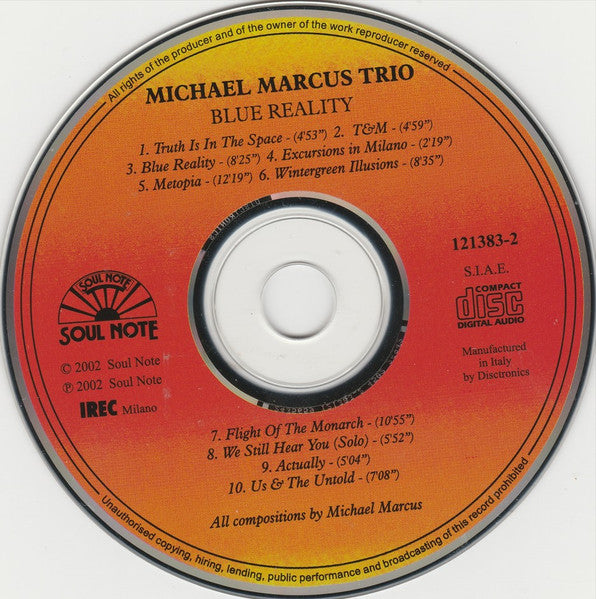 All rights of the producer and of the owner of the work reproducer reserved
MICHAEL MARCUS TRIO
BLUE REALITY
1. Truth Is In The Space - (4'53") 2. T&M - (4'59")
3. Blue Reality - (8'25") 4. Excursions in Milano - (2'19")
5. Metopia - (12'19") 6. Wintergreen Illusions - (8'35")
121383-2
S.I.A.E.
COMPACT
disc
DIGITAL AUDIO
Manufactured
in Italy
by Disctronics
SOUL NOTE
SOUL NOTE
© 2002 Soul Note
℗ 2002 Soul Note
IREC Milano
7. Flight Of The Monarch - (10'55")
8. We Still Hear You (Solo) - (5'52")
9. Actually - (5'04")
10. Us & The Untold - (7'08")
All compositions by Michael Marcus
Unauthorised copying, hiring, lending, public performance and broadcasting of this record prohibited